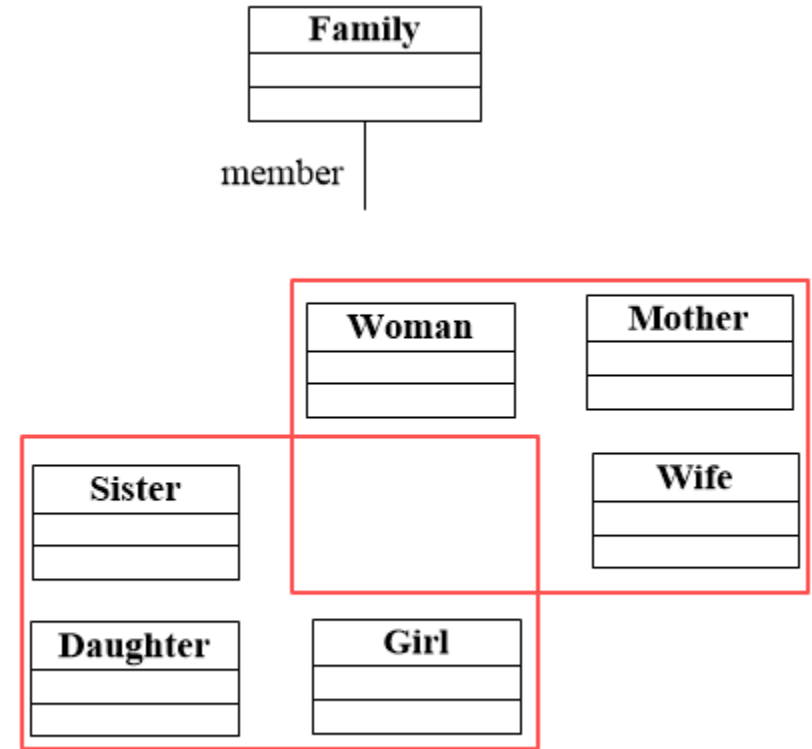 Family
member
Woman
Mother
Sister
Wife
Daughter
Girl